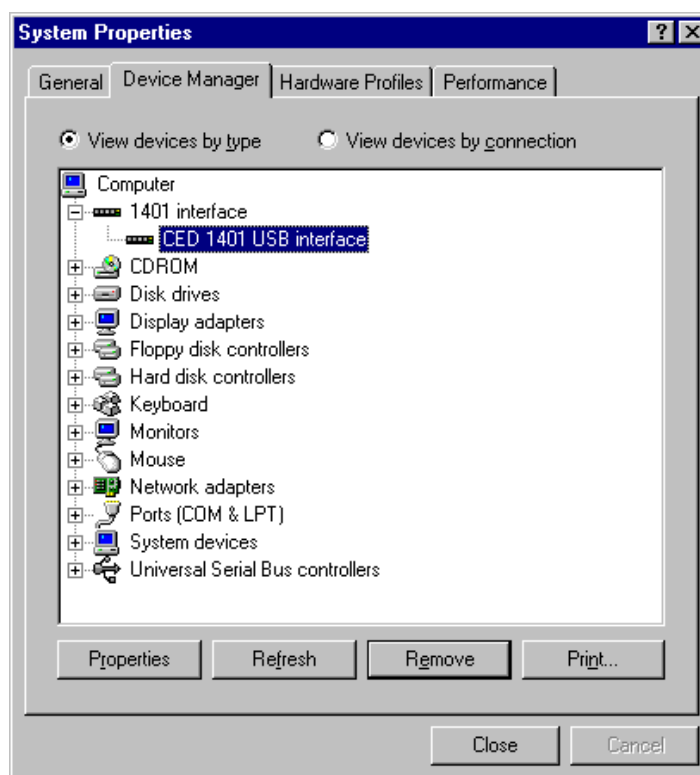 System Properties
General Device Manager Hardware Profiles Performance
View devices by type View devices by connection
Computer
1401 interface
CED 1401 USB interface
CDROM
Disk drives
Display adapters
Floppy disk controllers
Hard disk controllers
Keyboard
Monitors
Mouse
Network adapters
Ports (COM & LPT)
System devices
Universal Serial Bus controllers
Properties Refresh Remove Print...
Close Cancel